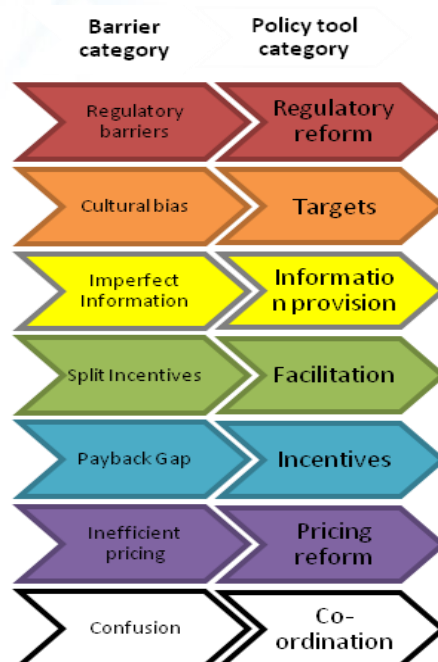 Barrier
category
Policy tool
category
Regulatory
barriers
Regulatory
reform
Cultural bias
Targets
Imperfect
Information
Informatio
n provision
Split Incentives
Facilitation
Payback Gap
Incentives
Inefficient
pricing
Pricing
reform
Confusion
Co-
ordination